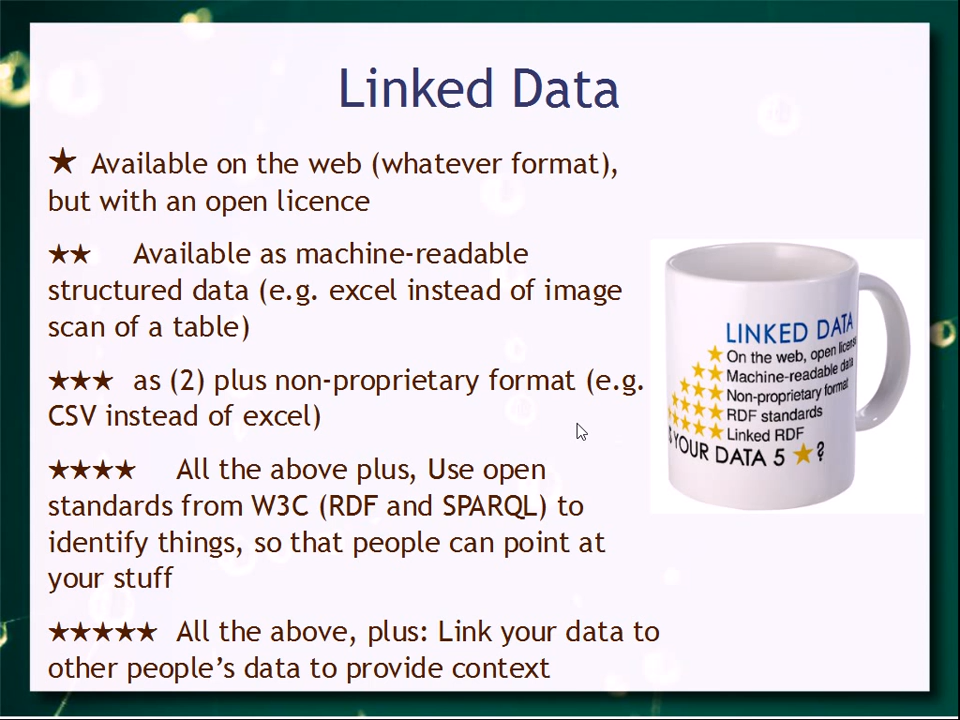 Linked Data
★ Available on the web (whatever format),
but with an open licence
★★ Available as machine-readable
structured data (e.g. excel instead of image
scan of a table)
★★★ as (2) plus non-proprietary format (e.g.
CSV instead of excel)
★★★★ All the above plus, Use open
standards from W3C (RDF and SPARQL) to
identify things, so that people can point at
your stuff
★★★★★ All the above, plus: Link your data to
other people’s data to provide context
LINKED DATA
★ On the web, open licens
★★ Machine-readable data
★★★ Non-proprietary format
★★★★ RDF standards
★★★★★ Linked RDF
S YOUR DATA 5 ★?